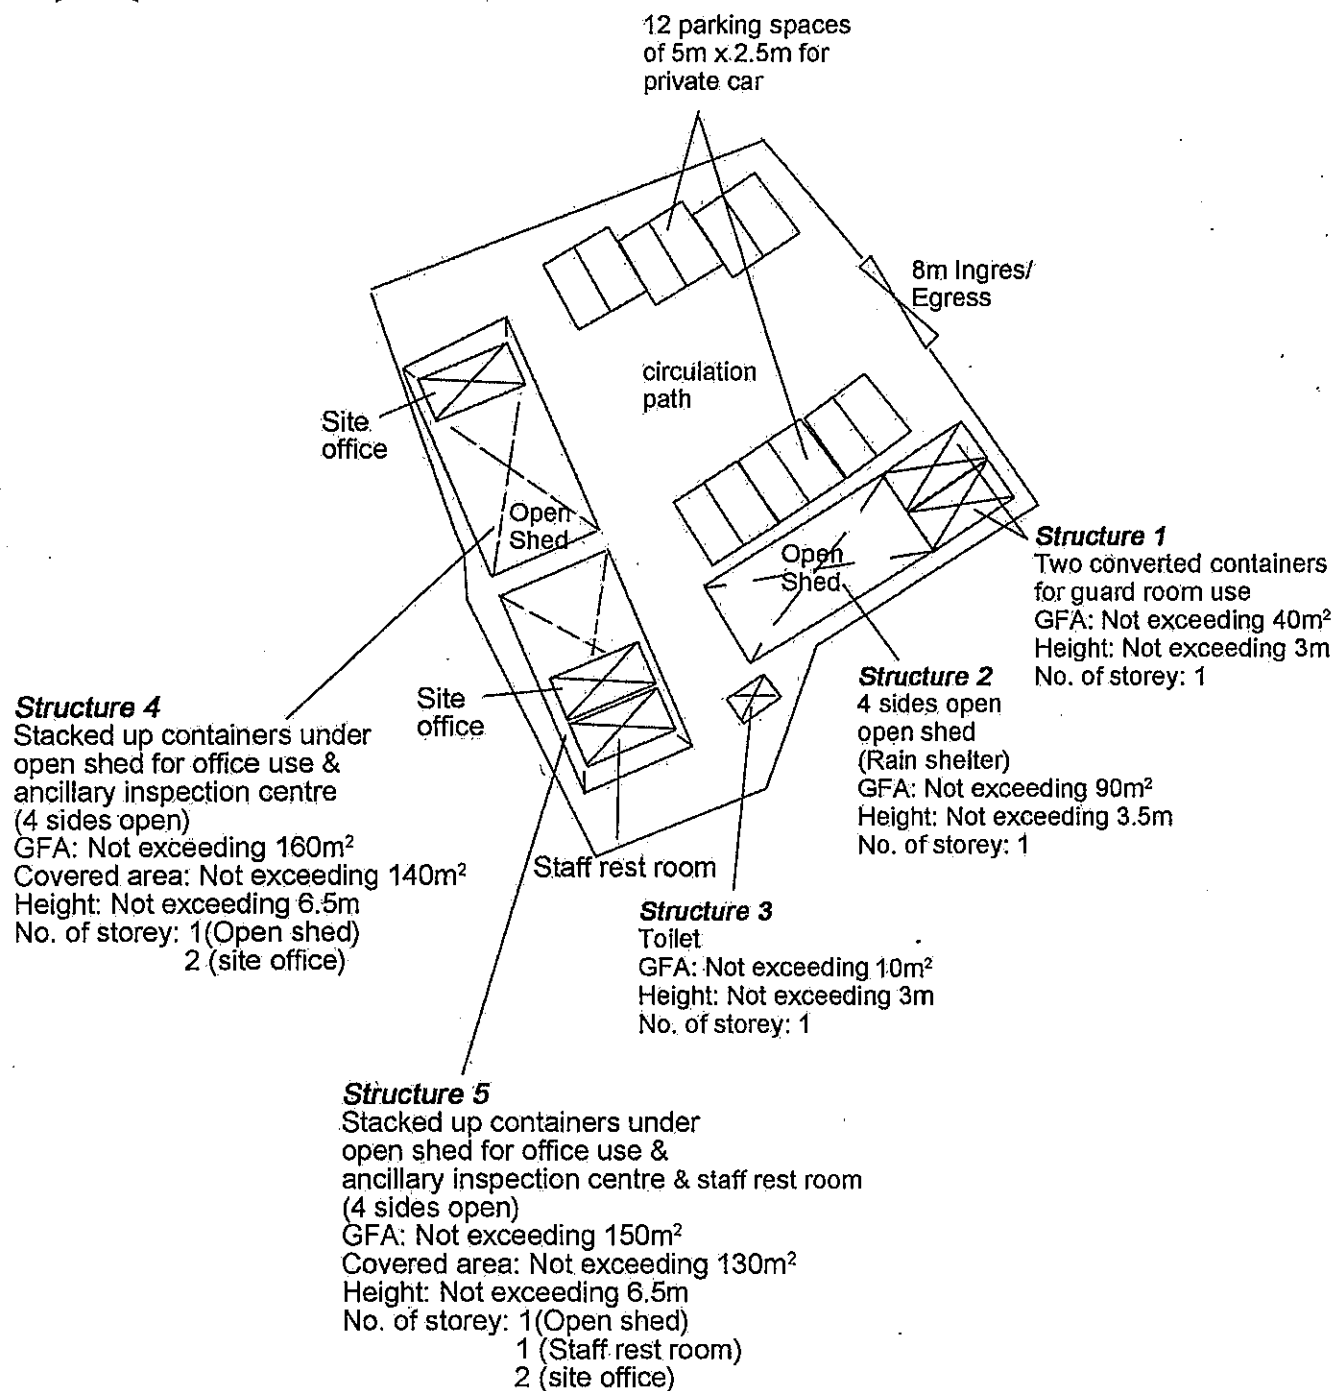 12 parking spaces
of 5m x 2.5m for
private car
8m Ingres/
Egress
circulation
path
Site
office
Open
Shed
Open
Shed
Structure 1
Two converted containers
for guard room use
GFA: Not exceeding 40m²
Height: Not exceeding 3m
No. of storey: 1
Structure 2
4 sides open
open shed
(Rain shelter)
GFA: Not exceeding 90m²
Height: Not exceeding 3.5m
No. of storey: 1
Site
office
Structure 4
Stacked up containers under
open shed for office use &
ancillary inspection centre
(4 sides open)
GFA: Not exceeding 160m²
Covered area: Not exceeding 140m²
Height: Not exceeding 6.5m
No. of storey: 1(Open shed)
2 (site office)
Staff rest room
Structure 3
Toilet
GFA: Not exceeding 10m²
Height: Not exceeding 3m
No. of storey: 1
Structure 5
Stacked up containers under
open shed for office use &
ancillary inspection centre & staff rest room
(4 sides open)
GFA: Not exceeding 150m²
Covered area: Not exceeding 130m²
Height: Not exceeding 6.5m
No. of storey: 1(Open shed)
1 (Staff rest room)
2 (site office)